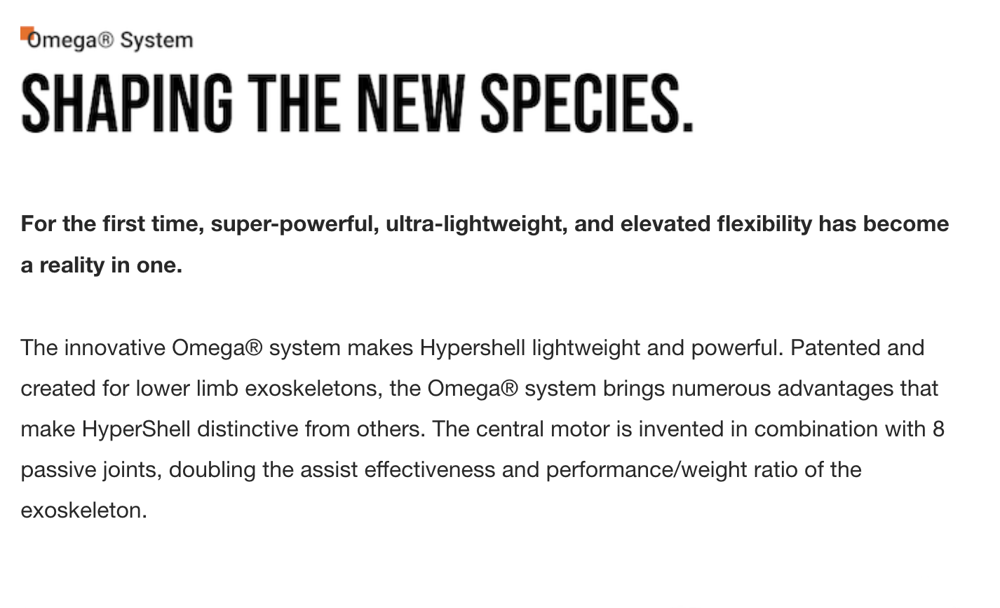 Omega® System
SHAPING THE NEW SPECIES.
For the first time, super-powerful, ultra-lightweight, and elevated flexibility has become
a reality in one.
The innovative Omega® system makes Hypershell lightweight and powerful. Patented and
created for lower limb exoskeletons, the Omega® system brings numerous advantages that
make HyperShell distinctive from others. The central motor is invented in combination with 8
passive joints, doubling the assist effectiveness and performance/weight ratio of the
exoskeleton.